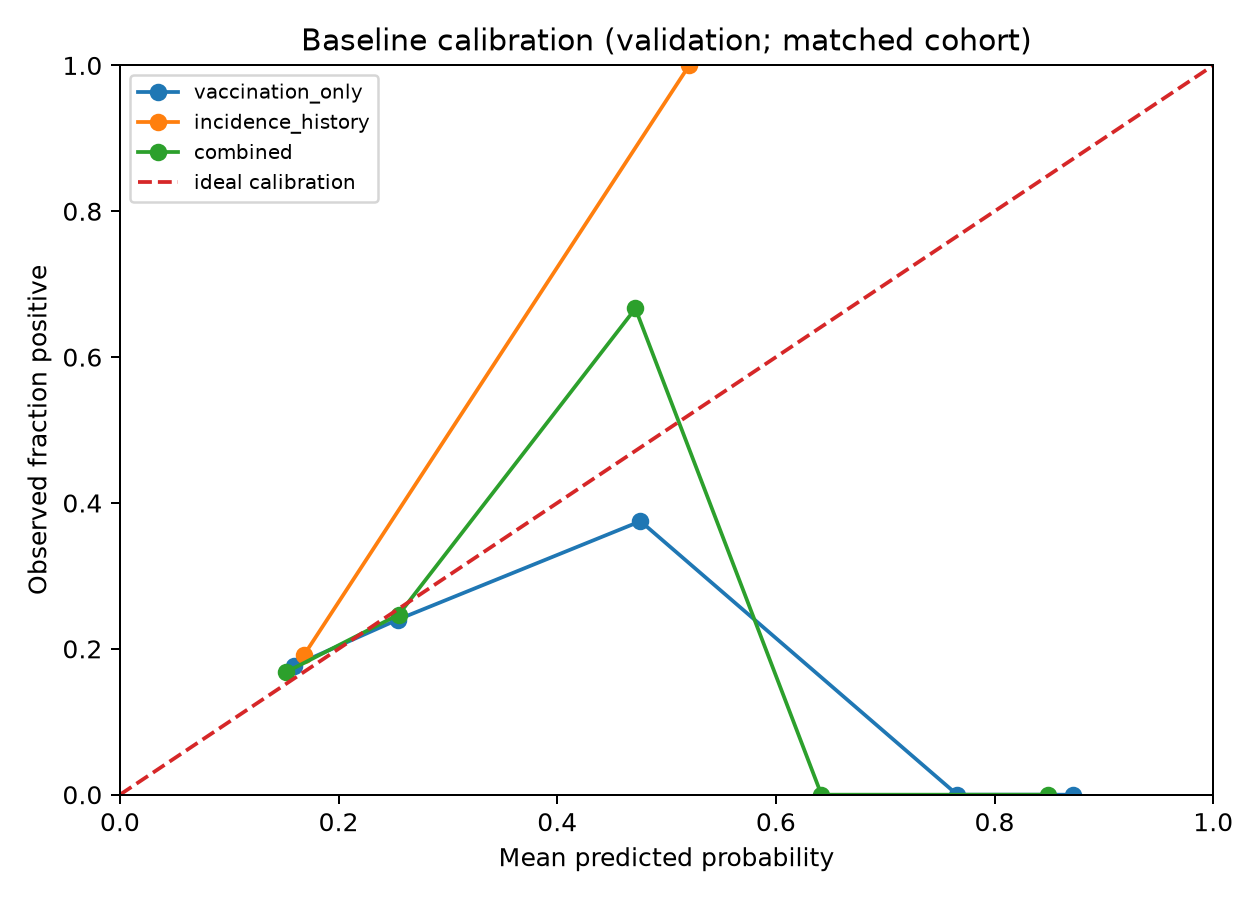 Baseline calibration (validation; matched cohort)
vaccination_only
incidence_history
combined
ideal calibration
Observed fraction positive
1.0
0.8
0.6
0.4
0.2
0.0
0.0 0.2 0.4 0.6 0.8 1.0
Mean predicted probability